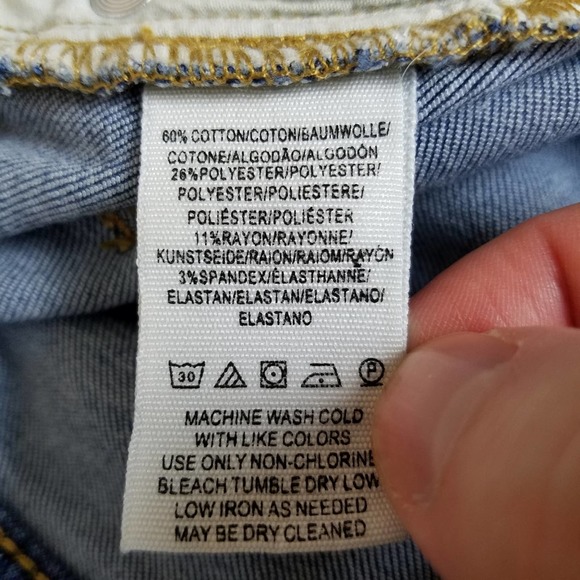 60% COTTON/COTON/BAUMWOLLE/
COTONE/ALGODÃO/ALGODÓN
26%POLYESTER/POLYESTER/
POLYESTER/POLIESTERE/
POLIÉSTER/POLIÉSTER
11%RAYON/RAYONNE/
KUNSTSEIDE/RAION/RAIOM/RAYÓN
3%SPANDEX/ÉLASTHANNE/
ELASTAN/ELASTAN/ELASTANO/
ELASTANO
30 P
MACHINE WASH COLD
WITH LIKE COLORS
USE ONLY NON-CHLORINE
BLEACH TUMBLE DRY LOW
LOW IRON AS NEEDED
MAY BE DRY CLEANED